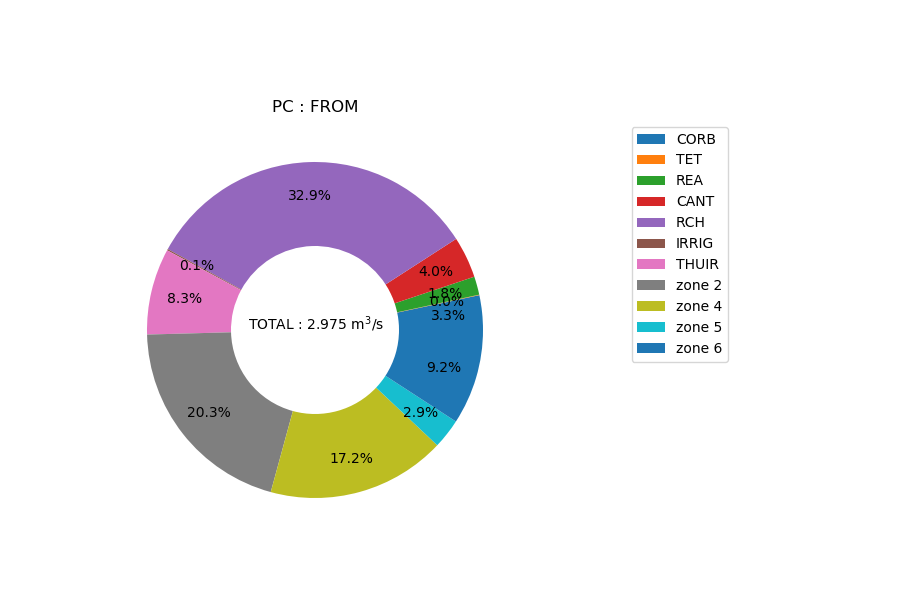 PC : FROM
32.9%
4.0%
1.8%
0.0%
3.3%
9.2%
2.9%
17.2%
20.3%
8.3%
0.1%
TOTAL : 2.975 m³/s
CORB
TET
REA
CANT
RCH
IRRIG
THUIR
zone 2
zone 4
zone 5
zone 6